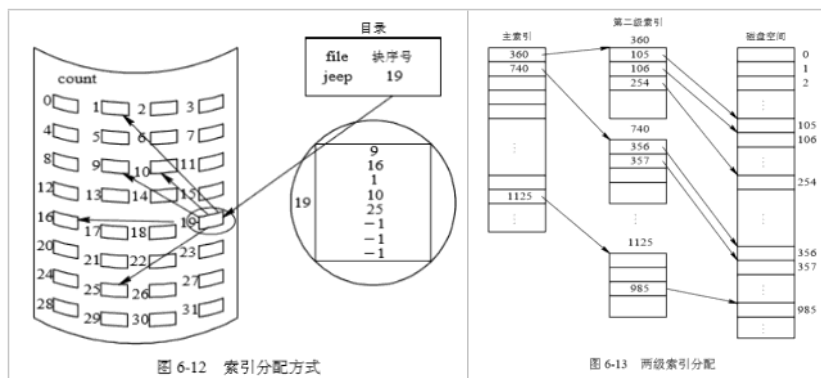 目录
file 块序号
jeep 19
count
0 1 2 3
4 5 6 7
8 9 10 11
12 13 14 15
16 17 18 19
20 21 22 23
24 25 26 27
28 29 30 31
19
9
16
1
10
25
-1
-1
-1
图 6-12 索引分配方式
主索引
360
740
⋮
1125
⋮
第二级索引
360
105
106
254
⋮
740
356
357
⋮
1125
985
磁盘空间
0
1
2
⋮
105
106
⋮
254
⋮
356
357
⋮
985
⋮
图 6-13 两级索引分配